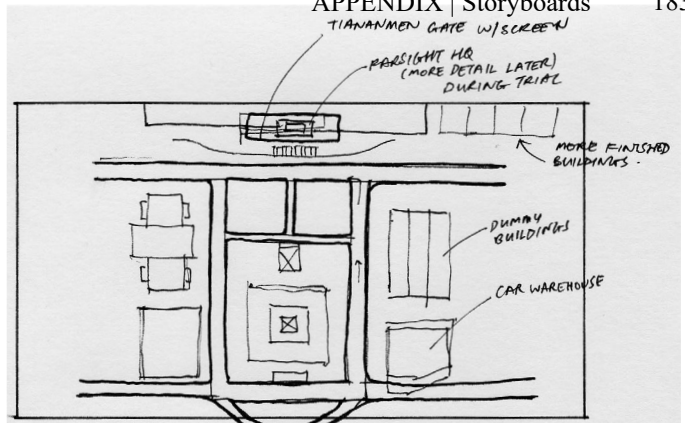 APPENDIX | Storyboards 185
TIANANMEN GATE W/SCREEN
FARSIGHT HQ
(MORE DETAIL LATER)
DURING TRIAL
MORE FINISHED
BUILDINGS.
DUMMY
BUILDINGS
CAR WAREHOUSE